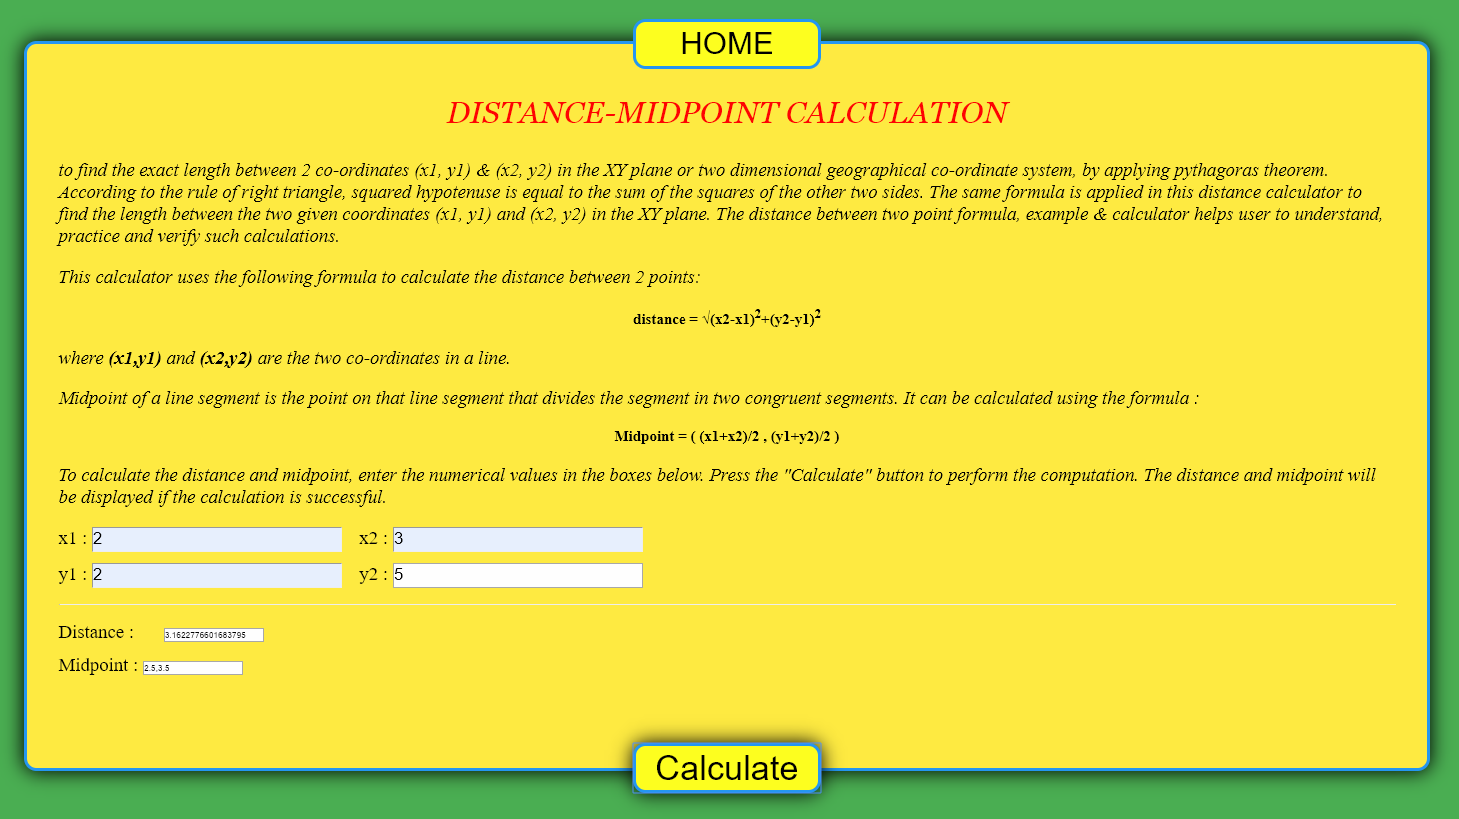 HOME
DISTANCE-MIDPOINT CALCULATION
to find the exact length between 2 co-ordinates (x1, y1) & (x2, y2) in the XY plane or two dimensional geographical co-ordinate system, by applying pythagoras theorem.
According to the rule of right triangle, squared hypotenuse is equal to the sum of the squares of the other two sides. The same formula is applied in this distance calculator to
find the length between the two given coordinates (x1, y1) and (x2, y2) in the XY plane. The distance between two point formula, example & calculator helps user to understand,
practice and verify such calculations.
This calculator uses the following formula to calculate the distance between 2 points:
distance = √(x2-x1)²+(y2-y1)²
where (x1,y1) and (x2,y2) are the two co-ordinates in a line.
Midpoint of a line segment is the point on that line segment that divides the segment in two congruent segments. It can be calculated using the formula :
Midpoint = ( (x1+x2)/2 , (y1+y2)/2 )
To calculate the distance and midpoint, enter the numerical values in the boxes below. Press the "Calculate" button to perform the computation. The distance and midpoint will
be displayed if the calculation is successful.
x1 : 2 x2 : 3
y1 : 2 y2 : 5
Distance : 3.1622776601683795
Midpoint : 2.5,3.5
Calculate